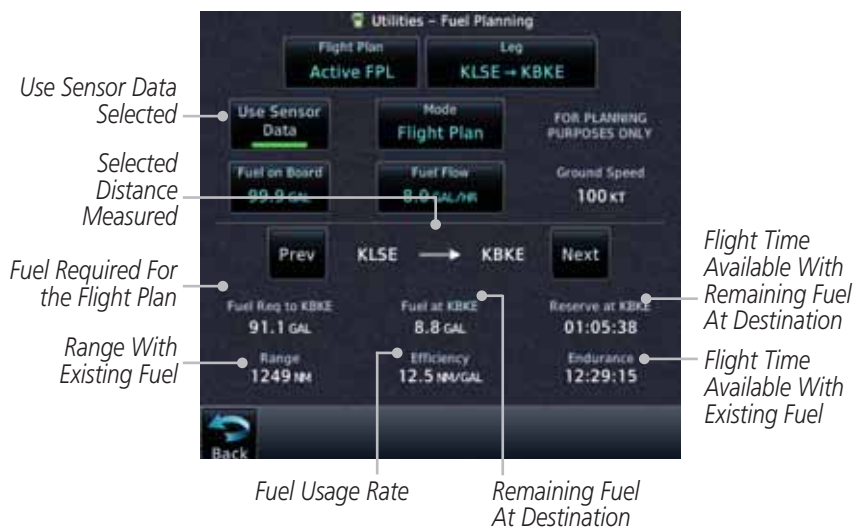 Utilities – Fuel Planning
Flight Plan
Active FPL
Leg
KLSE → KBKE
Use Sensor Data Selected
Use Sensor
Data
Mode
Flight Plan
FOR PLANNING
PURPOSES ONLY
Selected
Distance
Measured
Fuel on Board
99.9 GAL
Fuel Flow
8.0 GAL/HR
Ground Speed
100 KT
Prev
KLSE → KBKE
Next
Fuel Required For
the Flight Plan
Fuel Req to KBKE
91.1 GAL
Fuel at KBKE
8.8 GAL
Reserve at KBKE
01:05:38
Flight Time
Available With
Remaining Fuel
At Destination
Range With
Existing Fuel
Range
1249 NM
Efficiency
12.5 NM/GAL
Endurance
12:29:15
Flight Time
Available With
Existing Fuel
Back
Fuel Usage Rate
Remaining Fuel
At Destination